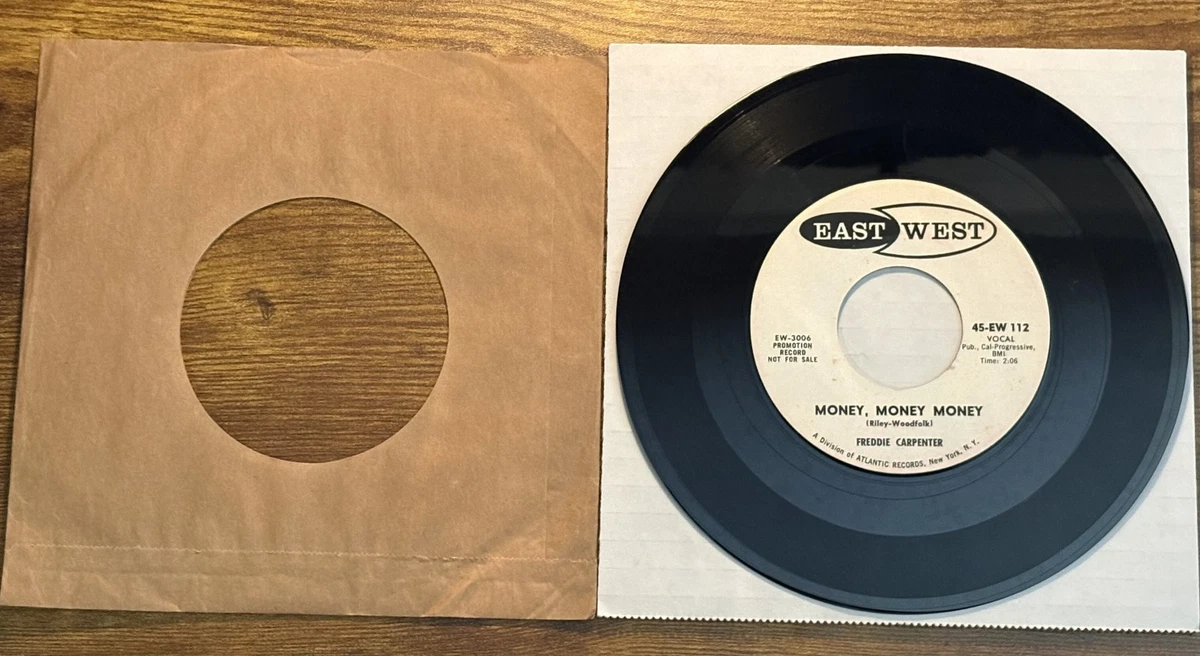 EAST WEST
EW-3006
PROMOTION
RECORD
NOT FOR SALE
45-EW 112
VOCAL
Pub., Cal-Progressive,
BMI
Time: 2:06
MONEY, MONEY MONEY
(Riley-Woodfolk)
FREDDIE CARPENTER
A Division of ATLANTIC RECORDS, New York, N. Y.